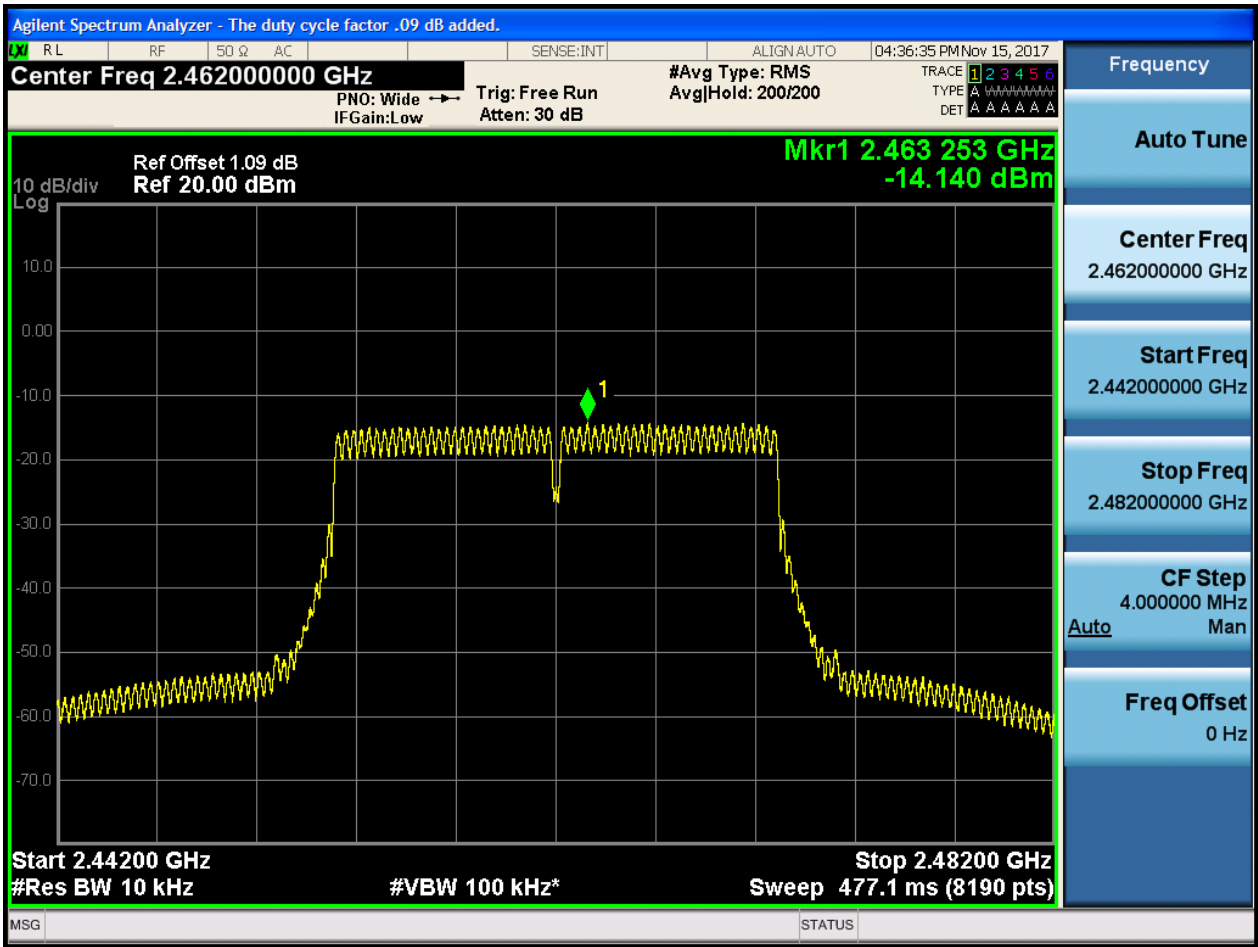 Agilent Spectrum Analyzer - The duty cycle factor .09 dB added.
LXI RL RF 50 Ω AC SENSE:INT ALIGN AUTO 04:36:35 PM Nov 15, 2017
Center Freq 2.462000000 GHz
PNO: Wide
IFGain:Low
Trig: Free Run
Atten: 30 dB
#Avg Type: RMS
Avg|Hold: 200/200
TRACE 1 2 3 4 5 6
TYPE A WWWWW
DET A A A A A A
Mkr1 2.463 253 GHz
-14.140 dBm
Ref Offset 1.09 dB
10 dB/div Ref 20.00 dBm
Log
10.0
0.00
1
-10.0
-20.0
-30.0
-40.0
-50.0
-60.0
-70.0
Start 2.44200 GHz Stop 2.48200 GHz
#Res BW 10 kHz #VBW 100 kHz* Sweep 477.1 ms (8190 pts)
MSG STATUS
Frequency
Auto Tune
Center Freq
2.462000000 GHz
Start Freq
2.442000000 GHz
Stop Freq
2.482000000 GHz
CF Step
4.000000 MHz
Auto Man
Freq Offset
0 Hz